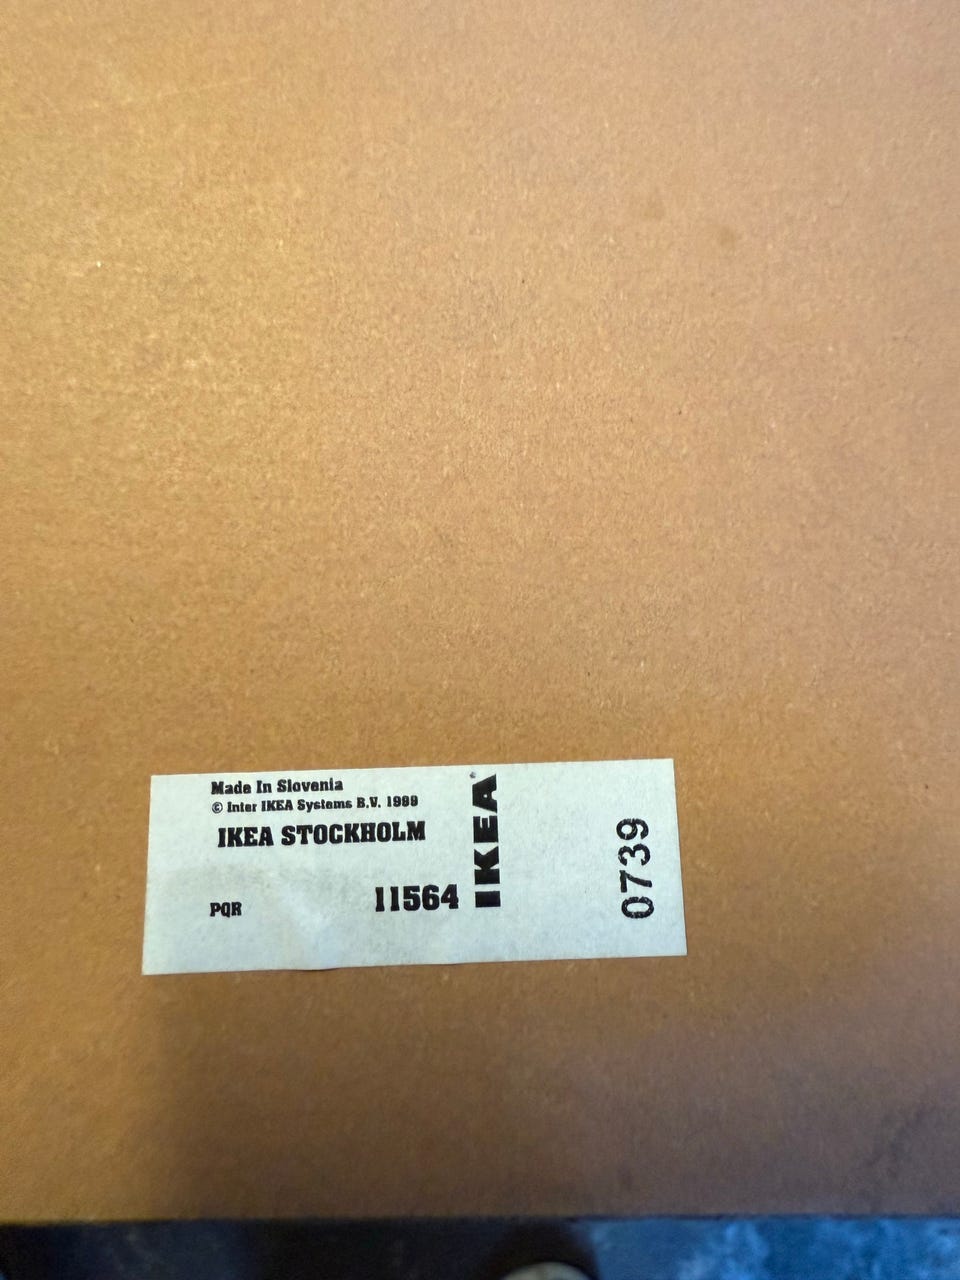 Made In Slovenia
© Inter IKEA Systems B.V. 1999
IKEA STOCKHOLM
PQR
11564
IKEA®
0739